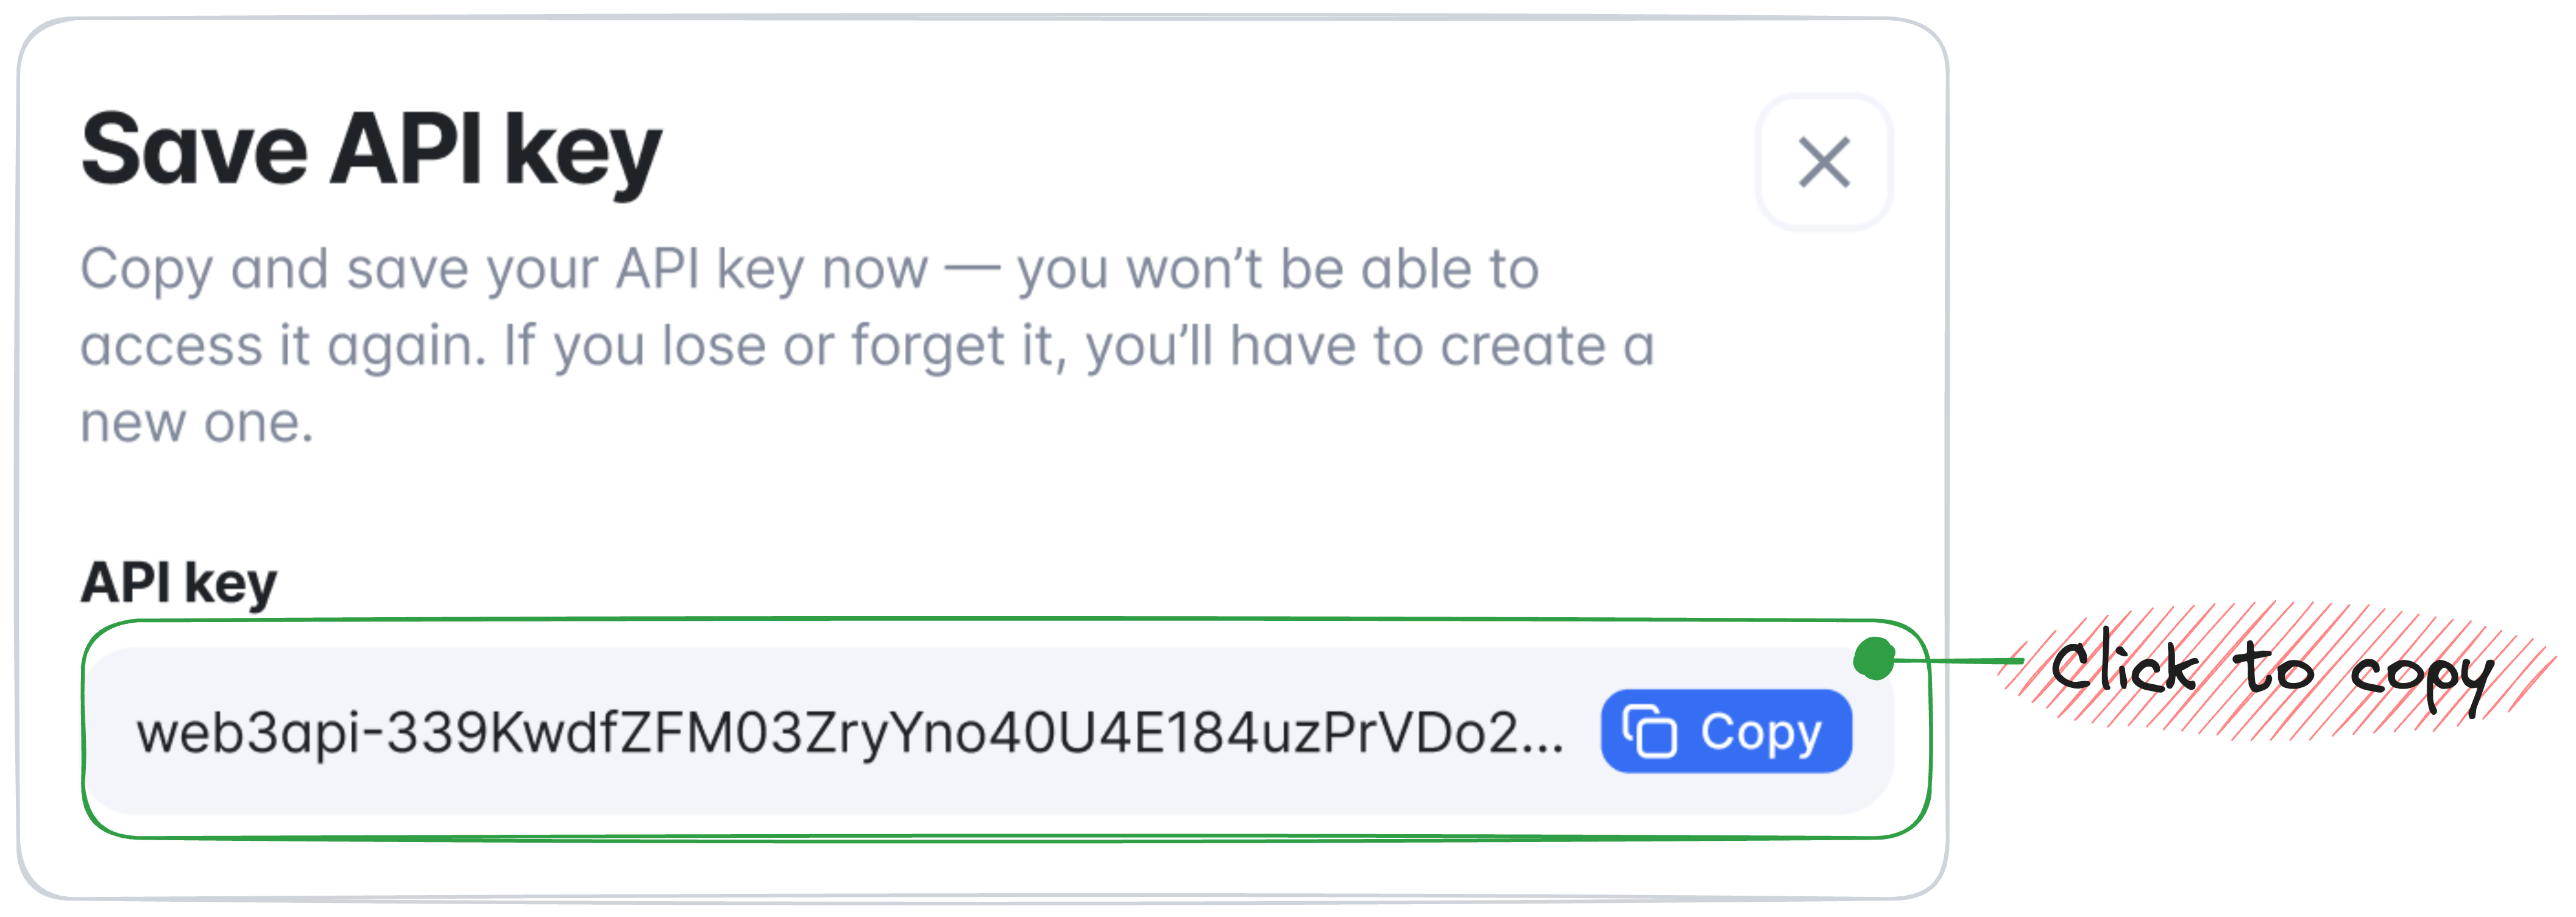 Save API key
Copy and save your API key now — you won’t be able to
access it again. If you lose or forget it, you’ll have to create a
new one.
API key
web3api-339KwdfZFM03ZryYno40U4E184uzPrVDo2...
Copy
Click to copy